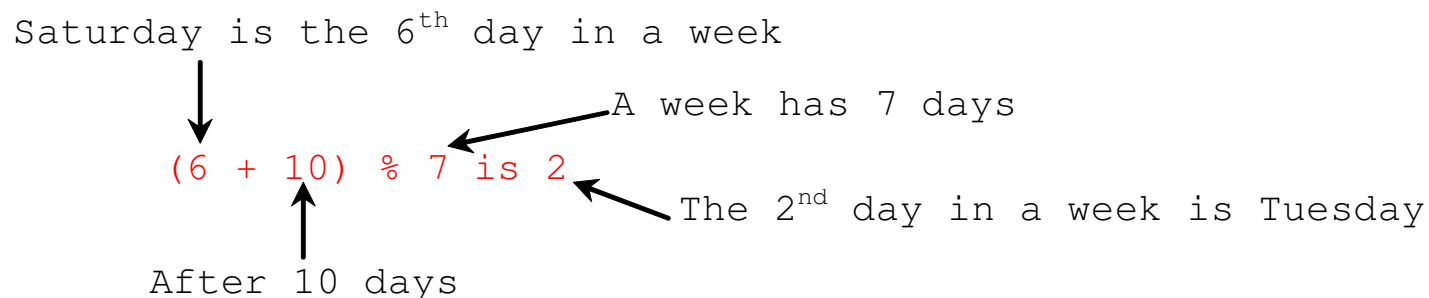 Saturday is the 6th day in a week
A week has 7 days
(6 + 10) % 7 is 2
The 2nd day in a week is Tuesday
After 10 days